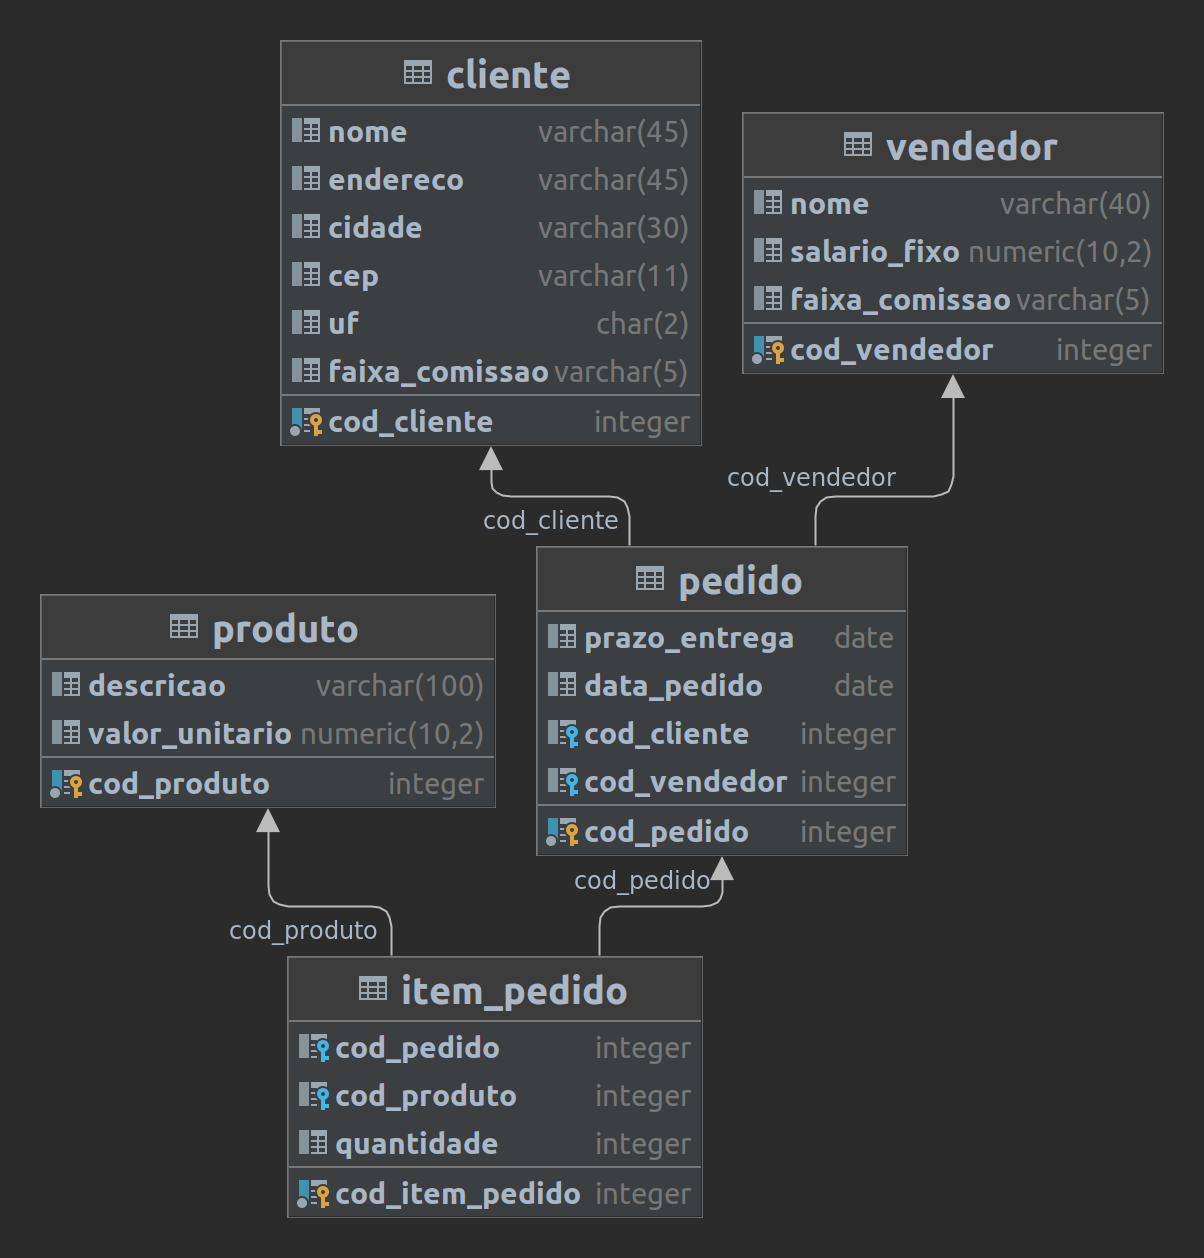 cliente
nome varchar(45)
endereco varchar(45)
cidade varchar(30)
cep varchar(11)
uf char(2)
faixa_comissao varchar(5)
cod_cliente integer
vendedor
nome varchar(40)
salario_fixo numeric(10,2)
faixa_comissao varchar(5)
cod_vendedor integer
cod_vendedor
cod_cliente
pedido
prazo_entrega date
data_pedido date
cod_cliente integer
cod_vendedor integer
cod_pedido integer
produto
descricao varchar(100)
valor_unitario numeric(10,2)
cod_produto integer
cod_pedido
cod_produto
item_pedido
cod_pedido integer
cod_produto integer
quantidade integer
cod_item_pedido integer